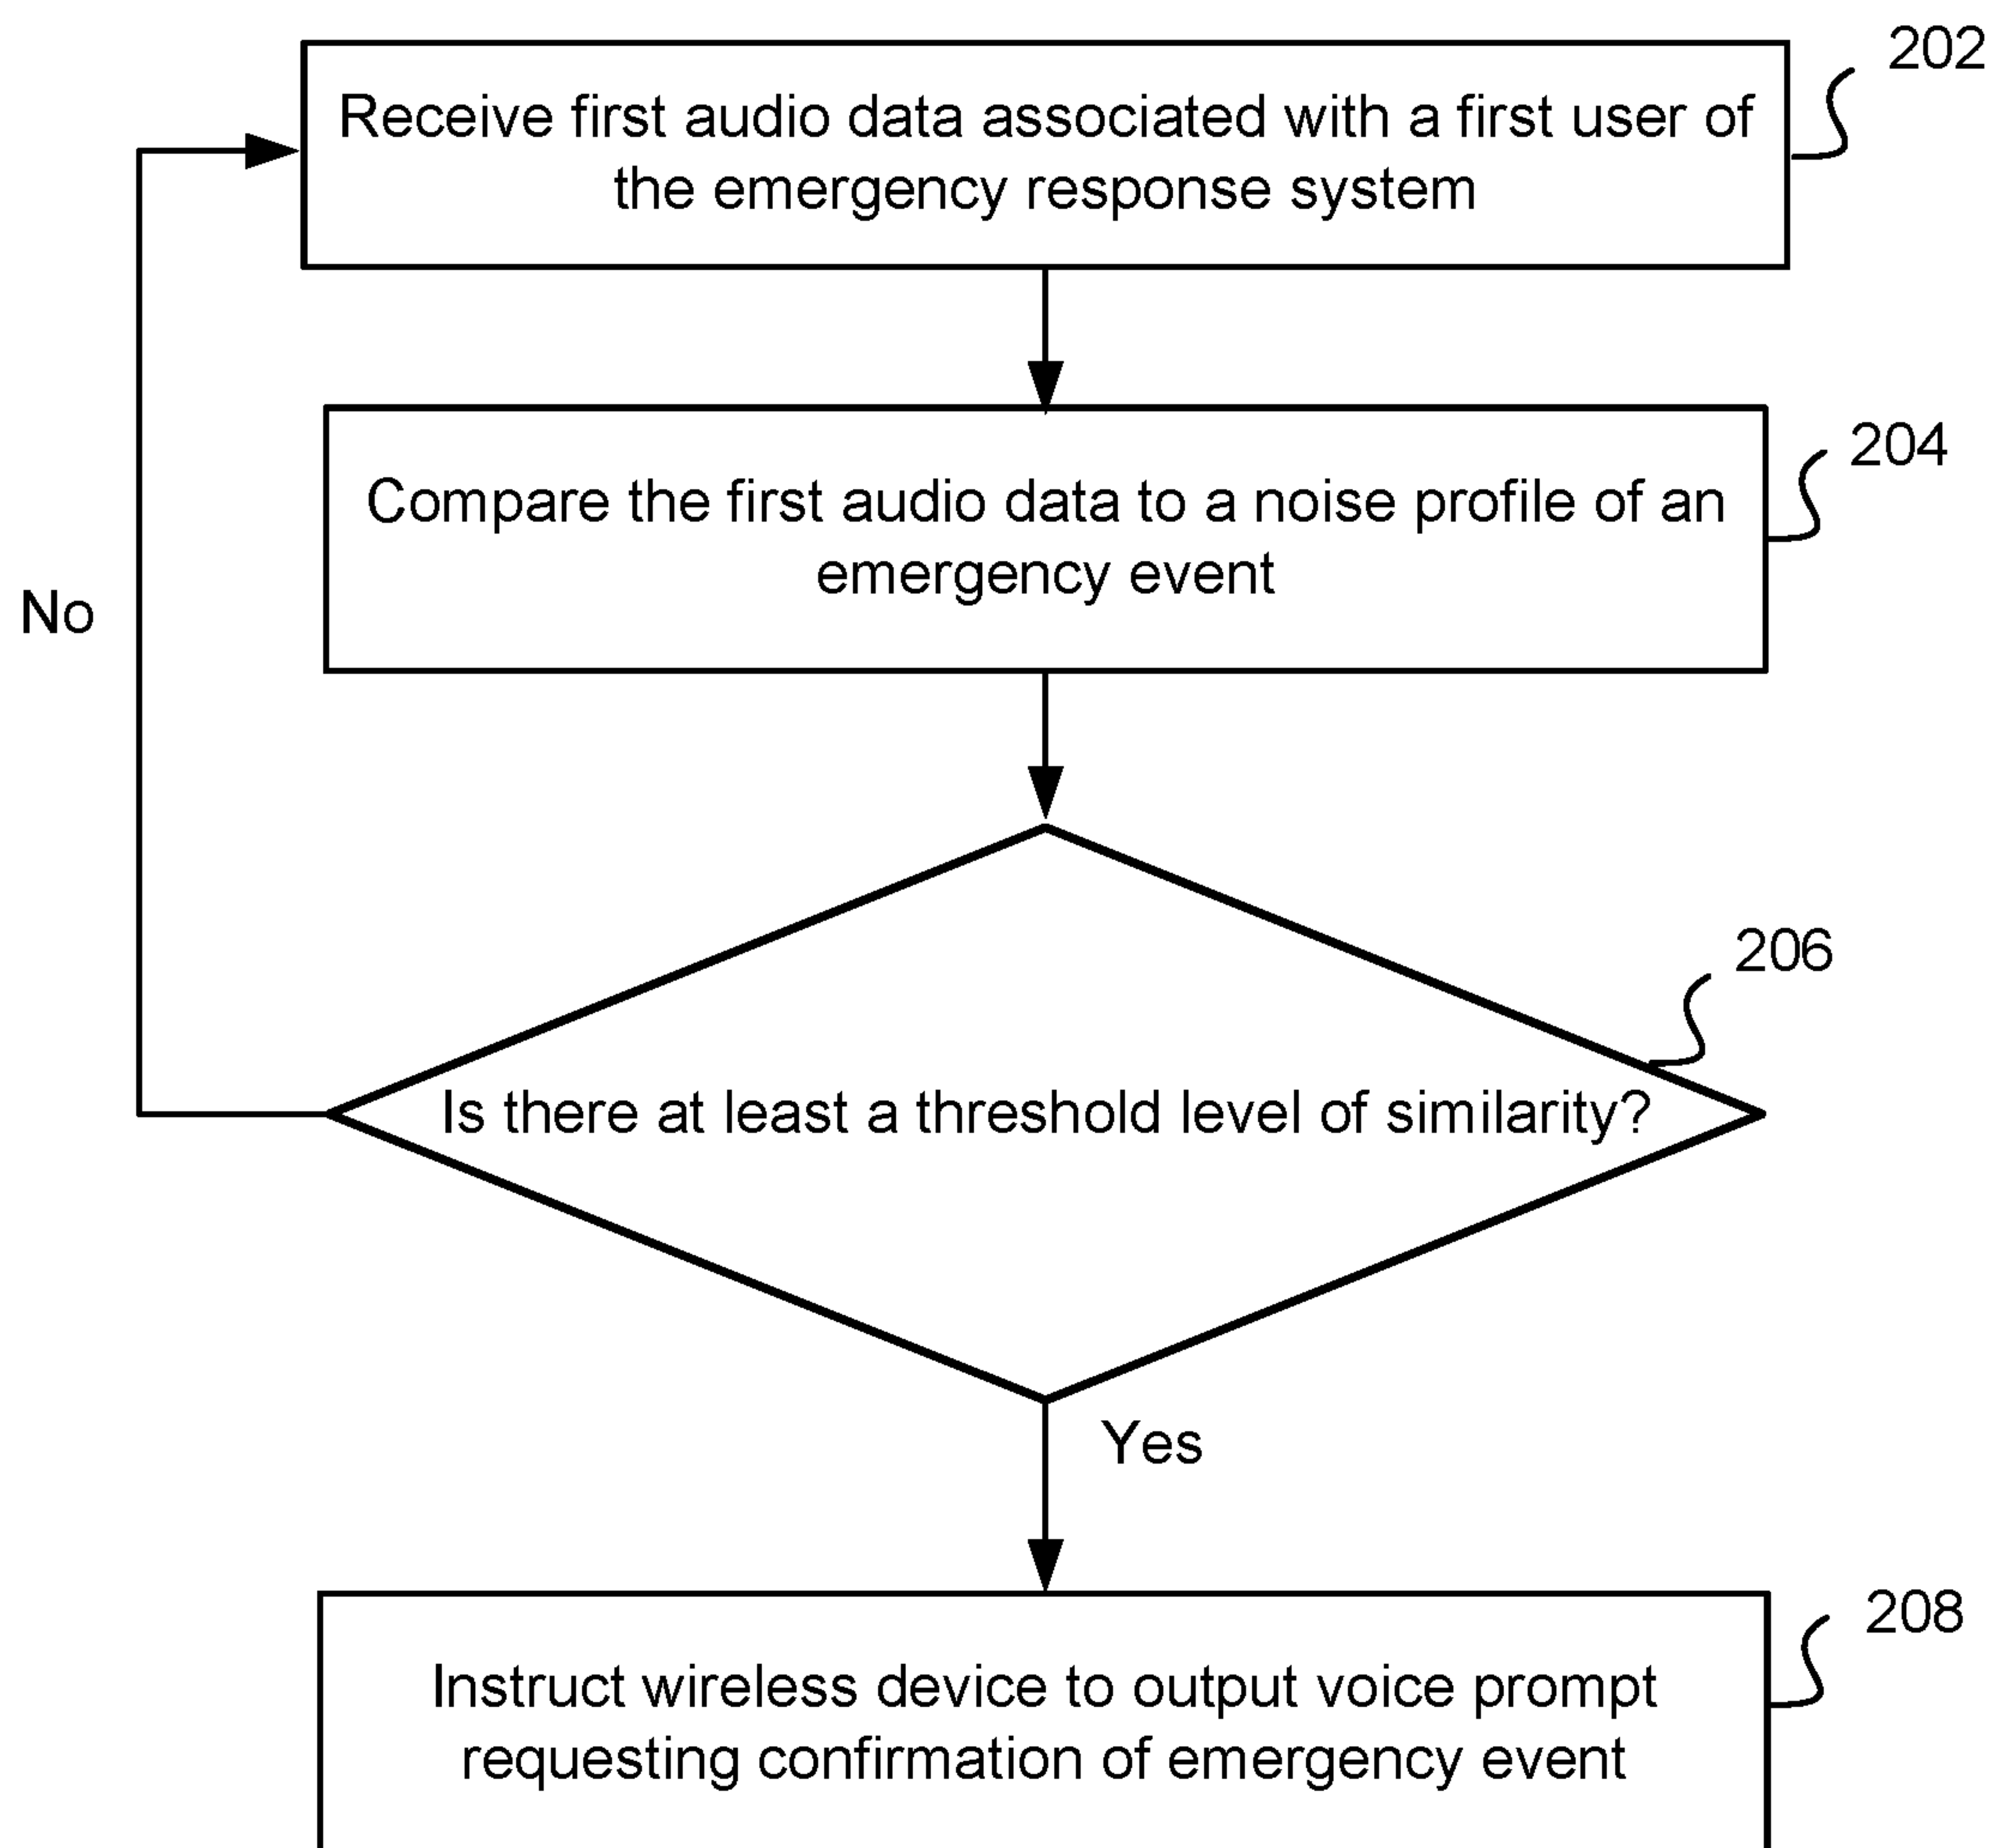 202
Receive first audio data associated with a first user of
the emergency response system
204
Compare the first audio data to a noise profile of an
emergency event
No
206
Is there at least a threshold level of similarity?
Yes
208
Instruct wireless device to output voice prompt
requesting confirmation of emergency event